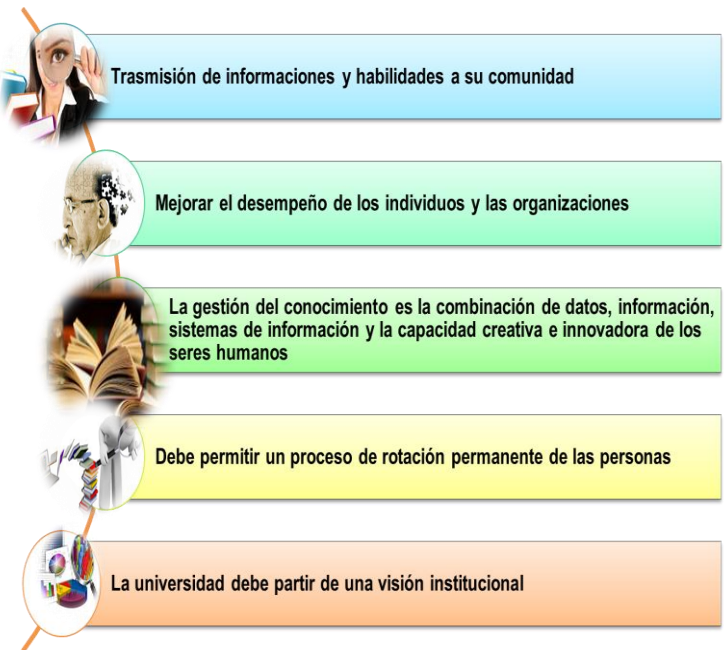 Trasmisión de informaciones y habilidades a su comunidad
Mejorar el desempeño de los individuos y las organizaciones
La gestión del conocimiento es la combinación de datos, información,
sistemas de información y la capacidad creativa e innovadora de los
seres humanos
Debe permitir un proceso de rotación permanente de las personas
La universidad debe partir de una visión institucional